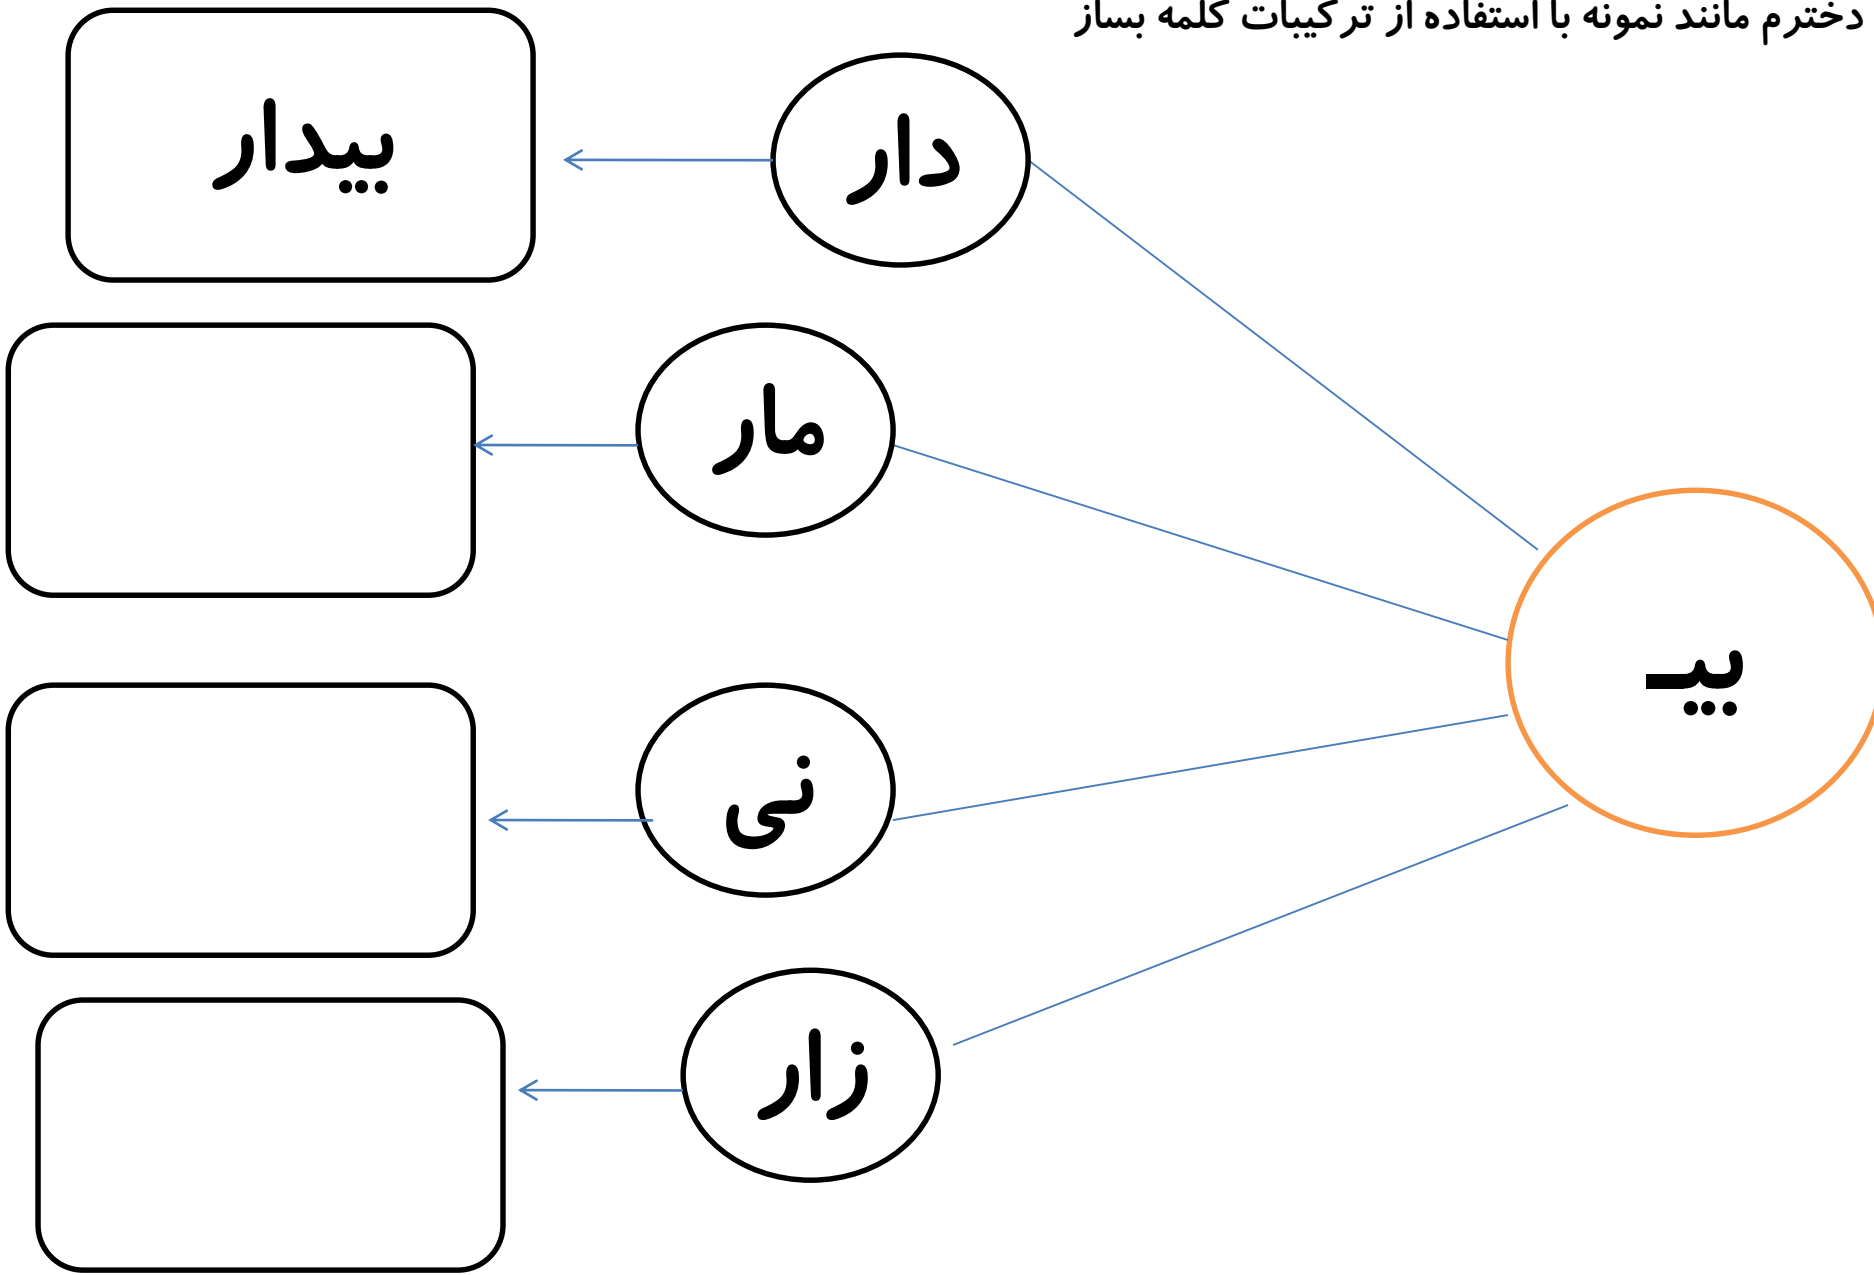 دخترم مانند نمونه با استفاده از ترکیبات کلمه بساز
دار
بیدار
مار
بیـ
نی
زار